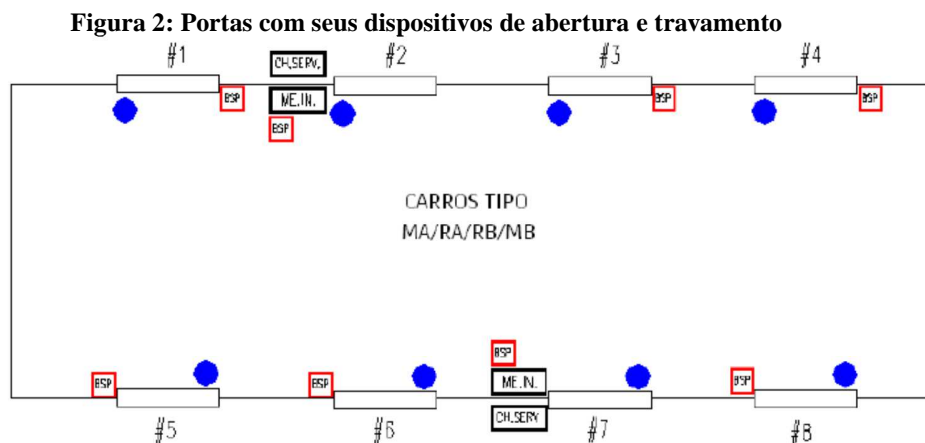 Figura 2: Portas com seus dispositivos de abertura e travamento
#1 CH.SERV. #2 #3 #4
BSP ME.IN. BSP BSP
BSP
CARROS TIPO
MA/RA/RB/MB
BSP
BSP BSP ME.IN. BSP
CH.SERV.
#5 #6 #7 #8